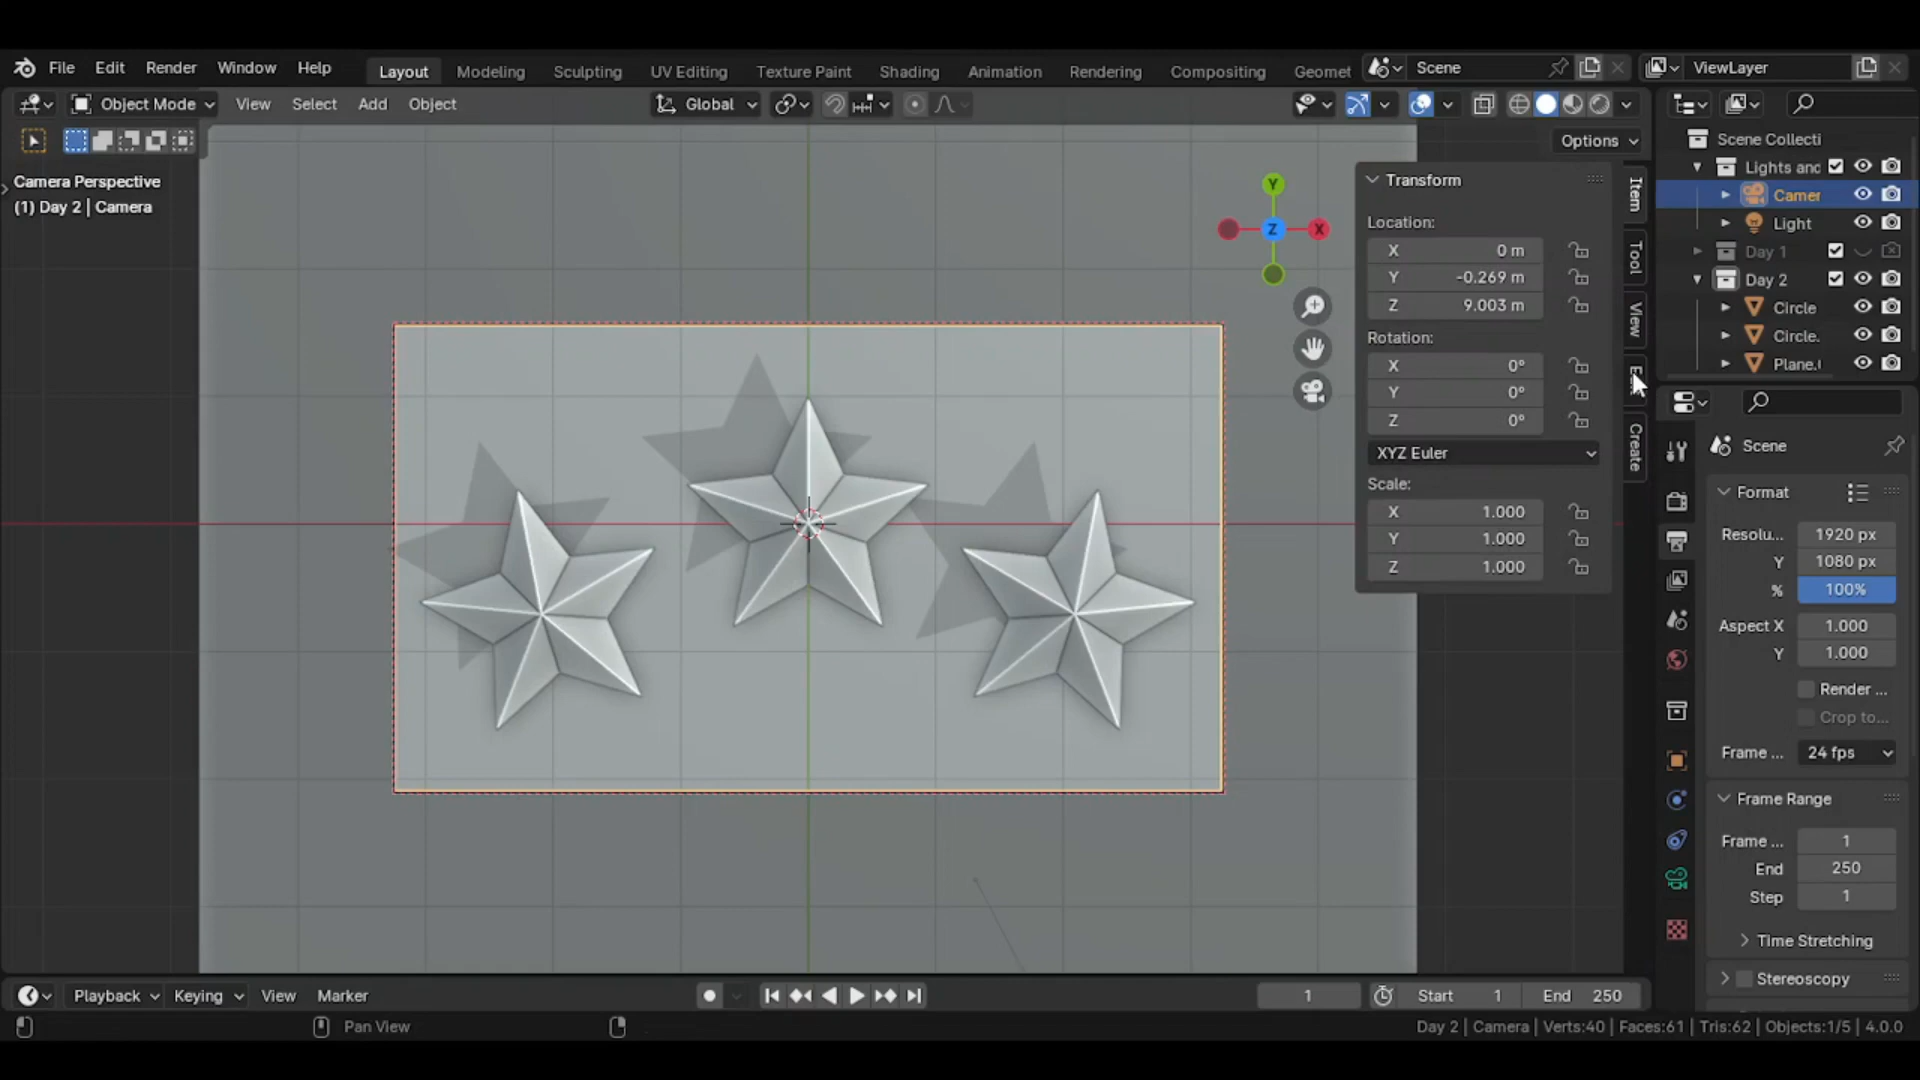 File Edit Render Window Help Layout Modeling Sculpting UV Editing Texture Paint Shading Animation Rendering Compositing Geomet Scene ViewLayer
Object Mode View Select Add Object Global
Options
Camera Perspective
(1) Day 2 | Camera
Y
Z
X
Transform
Location:
X 0 m
Y -0.269 m
Z 9.003 m
Rotation:
X 0°
Y 0°
Z 0°
XYZ Euler
Scale:
X 1.000
Y 1.000
Z 1.000
Item
Tool
View
Create
Scene Collecti
Lights and
Camer
Light
Day 1
Day 2
Circle
Circle.
Plane.
Scene
Format
Resolu... 1920 px
Y 1080 px
% 100%
Aspect X 1.000
Y 1.000
Render ...
Crop to...
Frame ... 24 fps
Frame Range
Frame ... 1
End 250
Step 1
Time Stretching
Stereoscopy
Playback Keying View Marker 1 Start 1 End 250
Pan View Day 2 | Camera | Verts:40 | Faces:61 | Tris:62 | Objects:1/5 | 4.0.0